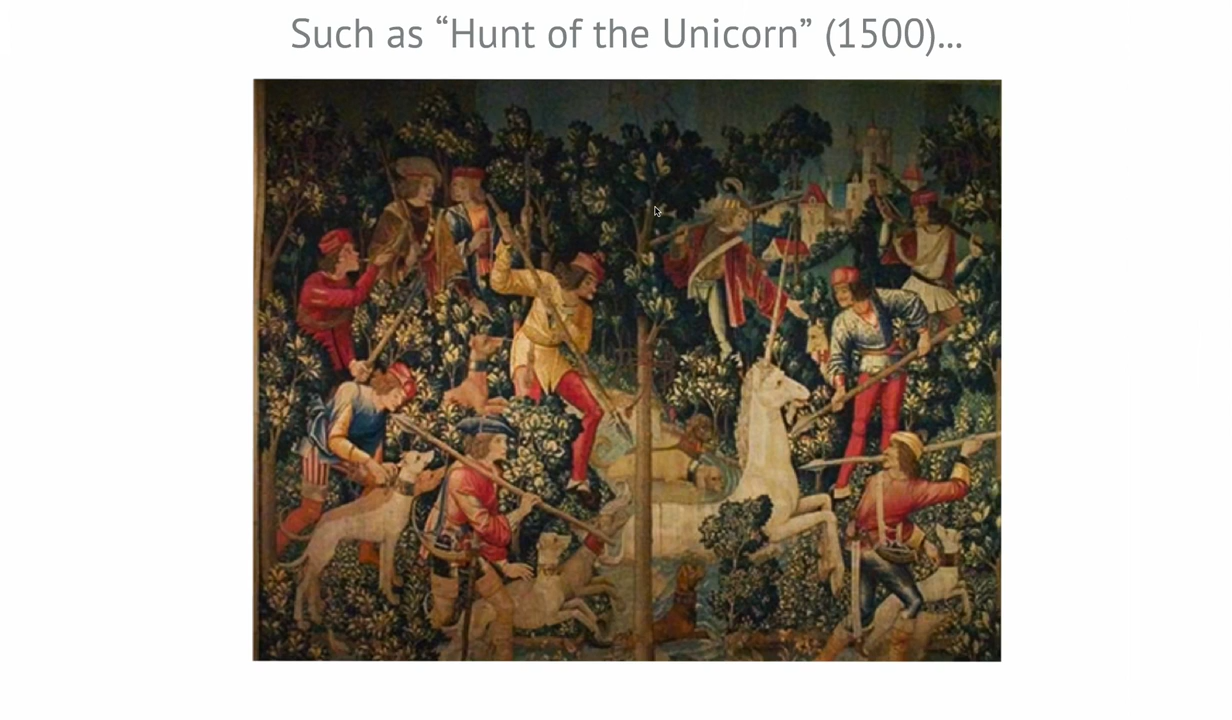 Such as “Hunt of the Unicorn” (1500)...